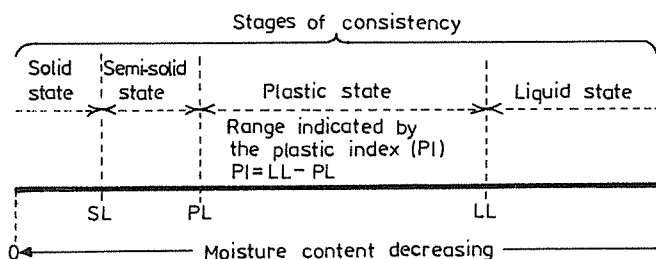 Stages of consistency
Solid state
Semi-solid state
Plastic state
Liquid state
Range indicated by
the plastic index (PI)
PI = LL - PL
SL
PL
LL
0
Moisture content decreasing